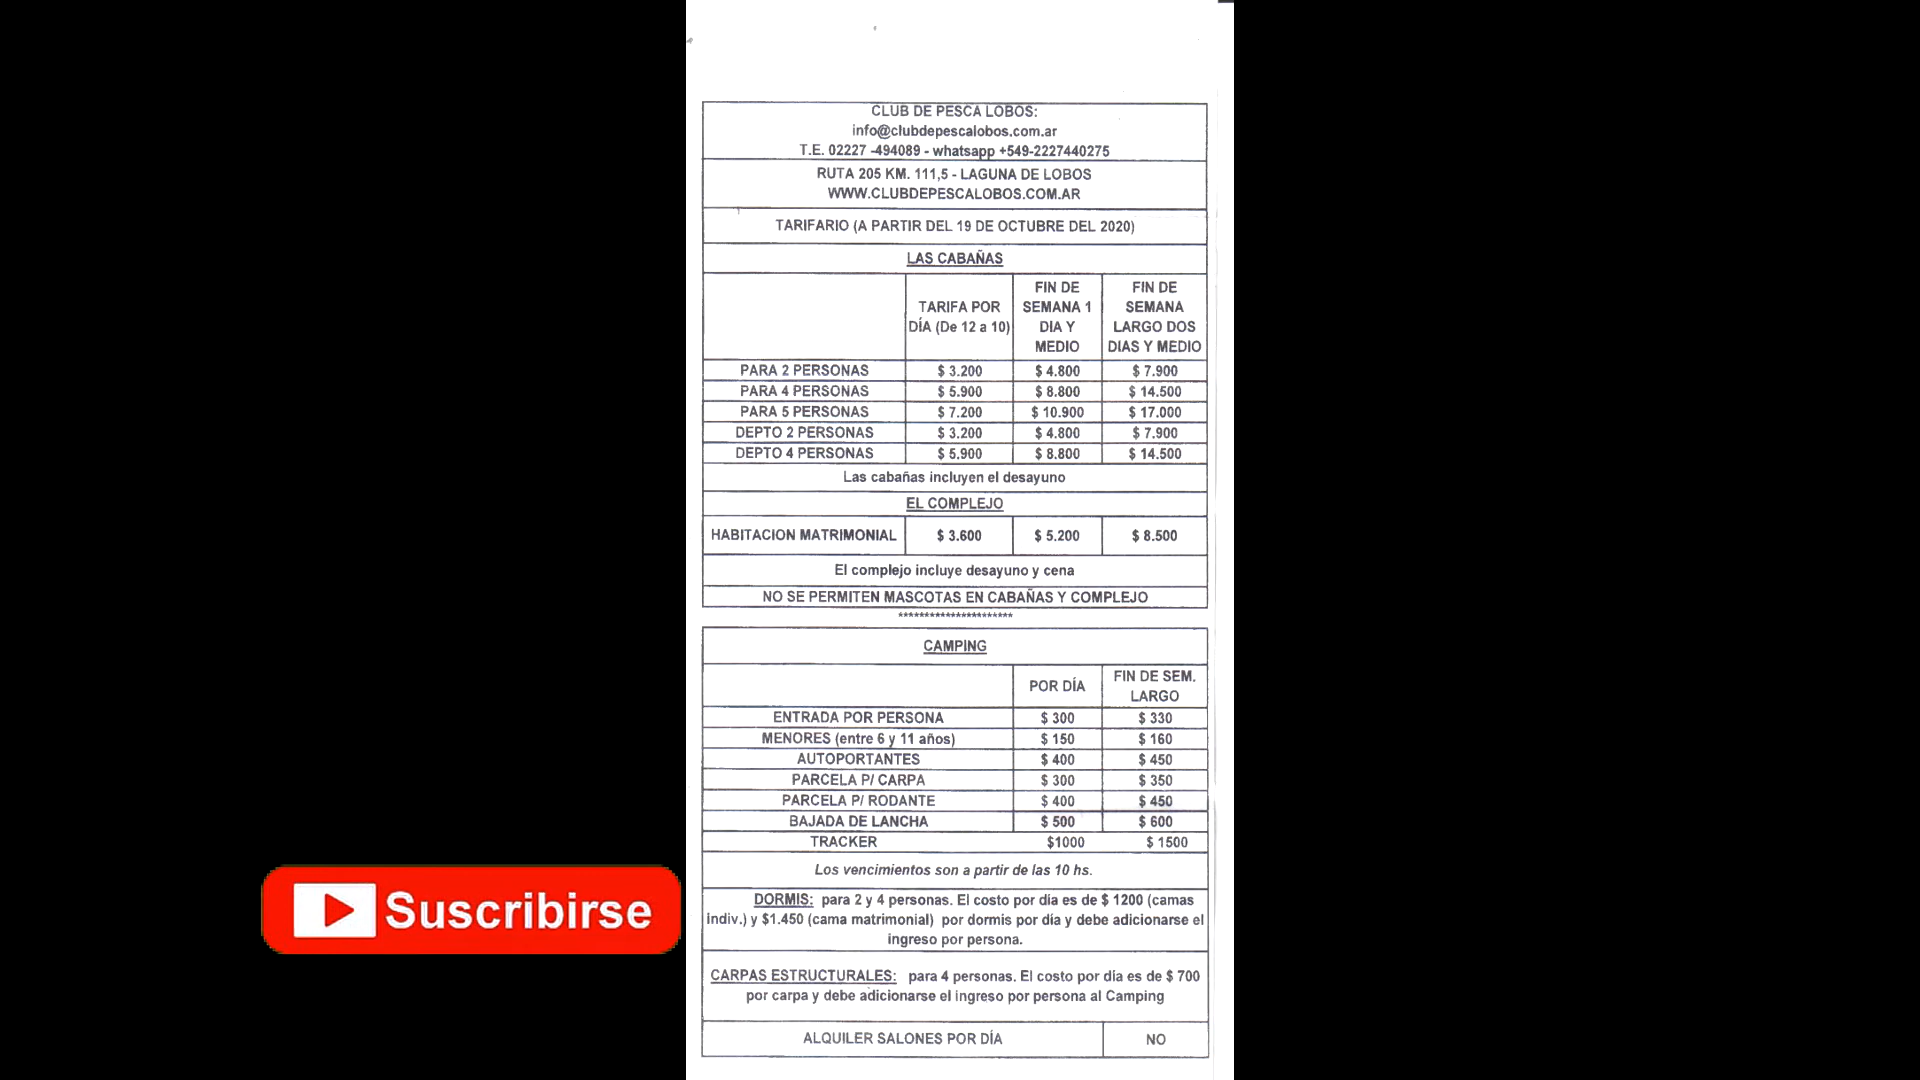 CLUB DE PESCA LOBOS:
info@clubdepescalobos.com.ar
T.E. 02227 -494089 - whatsapp +549-2227440275
RUTA 205 KM. 111,5 - LAGUNA DE LOBOS
WWW.CLUBDEPESCALOBOS.COM.AR
TARIFARIO (A PARTIR DEL 19 DE OCTUBRE DEL 2020)
LAS CABAÑAS
TARIFA POR DÍA (De 12 a 10) FIN DE SEMANA 1 DIA Y MEDIO FIN DE SEMANA LARGO DOS DIAS Y MEDIO
PARA 2 PERSONAS $ 3.200 $ 4.800 $ 7.900
PARA 4 PERSONAS $ 5.900 $ 8.800 $ 14.500
PARA 5 PERSONAS $ 7.200 $ 10.900 $ 17.000
DEPTO 2 PERSONAS $ 3.200 $ 4.800 $ 7.900
DEPTO 4 PERSONAS $ 5.900 $ 8.800 $ 14.500
Las cabañas incluyen el desayuno
EL COMPLEJO
HABITACION MATRIMONIAL $ 3.600 $ 5.200 $ 8.500
El complejo incluye desayuno y cena
NO SE PERMITEN MASCOTAS EN CABAÑAS Y COMPLEJO
**********************
CAMPING
POR DÍA FIN DE SEM. LARGO
ENTRADA POR PERSONA $ 300 $ 330
MENORES (entre 6 y 11 años) $ 150 $ 160
AUTOPORTANTES $ 400 $ 450
PARCELA P/ CARPA $ 300 $ 350
PARCELA P/ RODANTE $ 400 $ 450
BAJADA DE LANCHA $ 500 $ 600
TRACKER $1000 $ 1500
Los vencimientos son a partir de las 10 hs.
DORMIS: para 2 y 4 personas. El costo por día es de $ 1200 (camas
indiv.) y $1.450 (cama matrimonial) por dormis por día y debe adicionarse el
ingreso por persona.
CARPAS ESTRUCTURALES: para 4 personas. El costo por día es de $ 700
por carpa y debe adicionarse el ingreso por persona al Camping
ALQUILER SALONES POR DÍA NO
Suscribirse